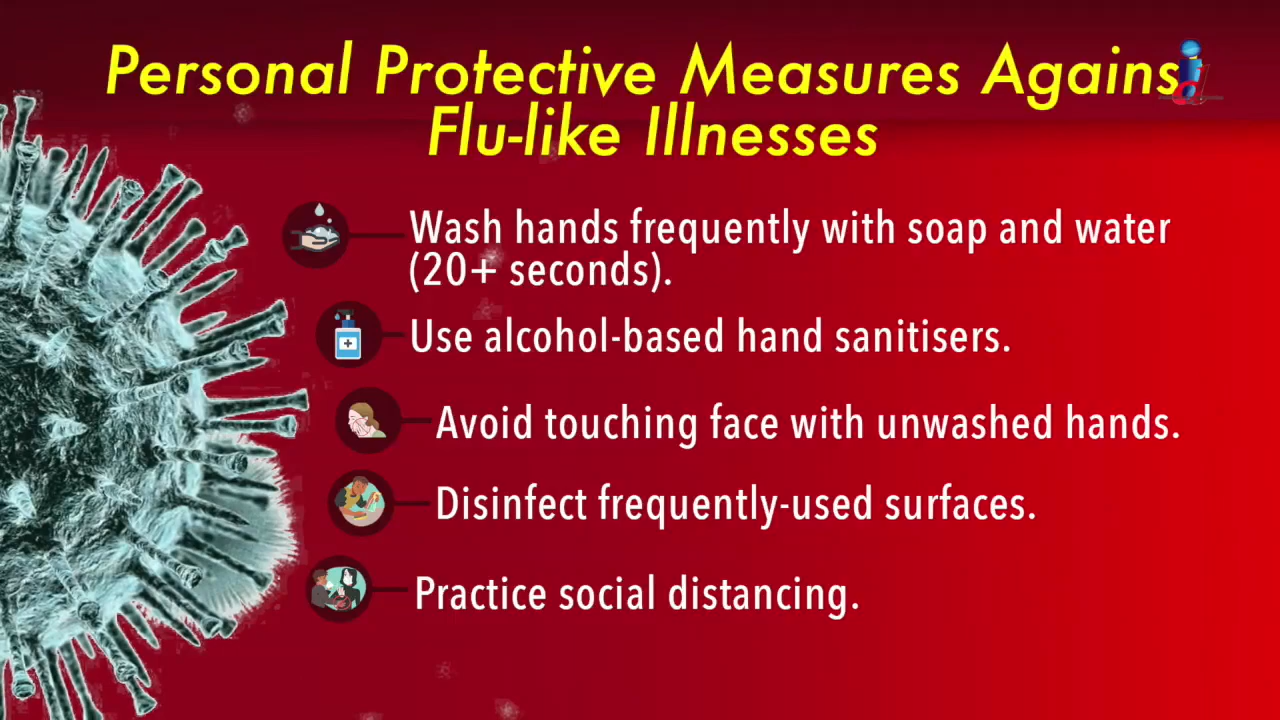 Personal Protective Measures Agains
Flu-like Illnesses
Wash hands frequently with soap and water
(20+ seconds).
Use alcohol-based hand sanitisers.
Avoid touching face with unwashed hands.
Disinfect frequently-used surfaces.
Practice social distancing.